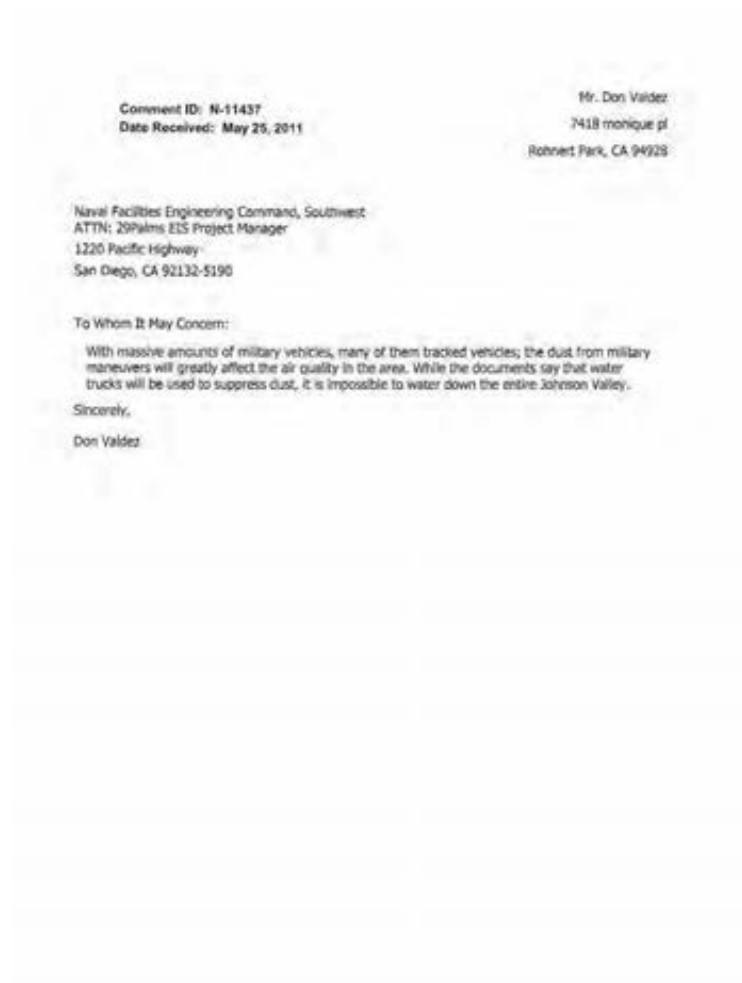 Comment ID: N-11437
Date Received: May 25, 2011
Mr. Don Valdez
7418 monique pl
Rohnert Park, CA 94928
Naval Facilities Engineering Command, Southwest
ATTN: 29Palms EIS Project Manager
1220 Pacific Highway
San Diego, CA 92132-5190
To Whom It May Concern:
With massive amounts of military vehicles, many of them tracked vehicles; the dust from military
maneuvers will greatly affect the air quality in the area. While the documents say that water
trucks will be used to suppress dust, it is impossible to water down the entire Johnson Valley.
Sincerely,
Don Valdez